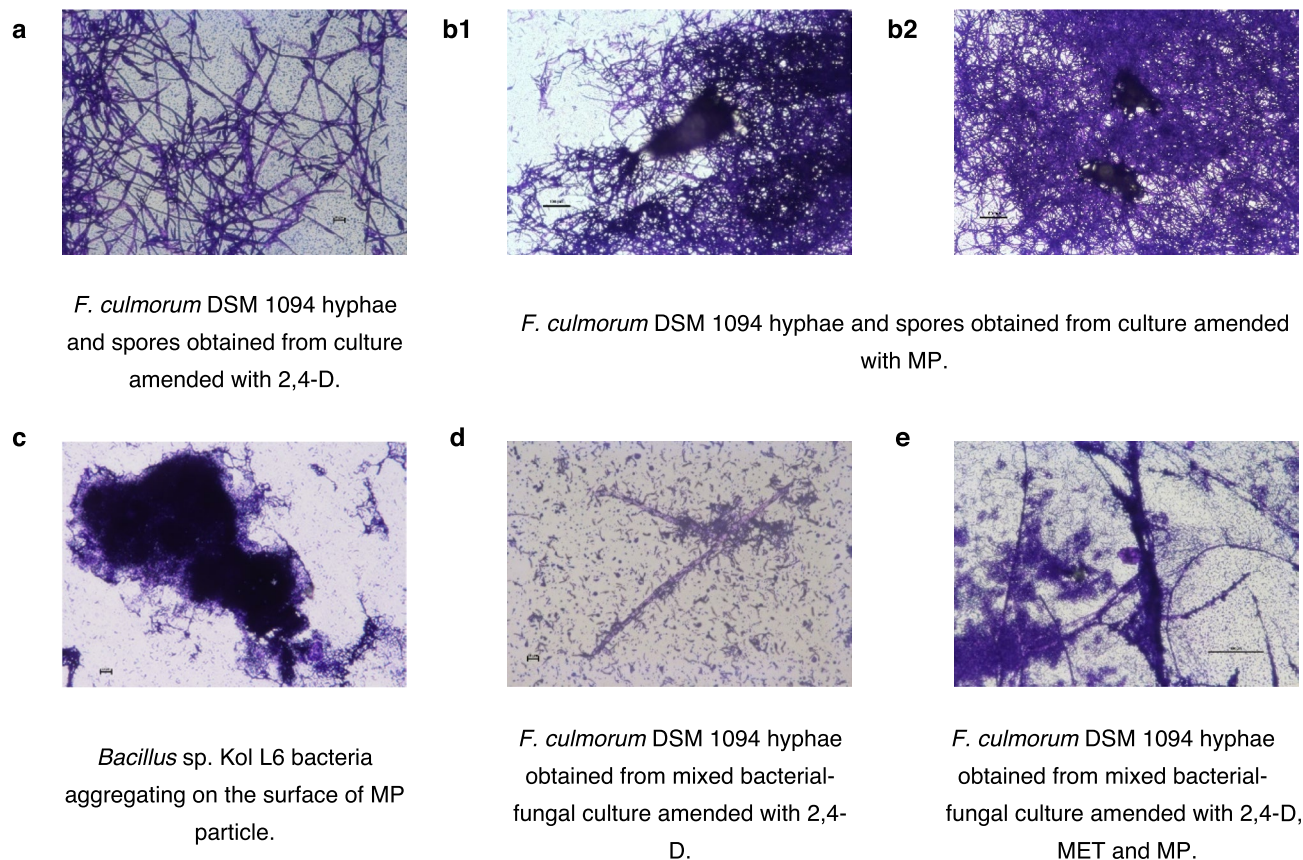 a
b1
b2
F. culmorum DSM 1094 hyphae
and spores obtained from culture
amended with 2,4-D.
F. culmorum DSM 1094 hyphae and spores obtained from culture amended
with MP.
c
d
e
Bacillus sp. Kol L6 bacteria
aggregating on the surface of MP
particle.
F. culmorum DSM 1094 hyphae
obtained from mixed bacterial-
fungal culture amended with 2,4-
D.
F. culmorum DSM 1094 hyphae
obtained from mixed bacterial-
fungal culture amended with 2,4-D,
MET and MP.